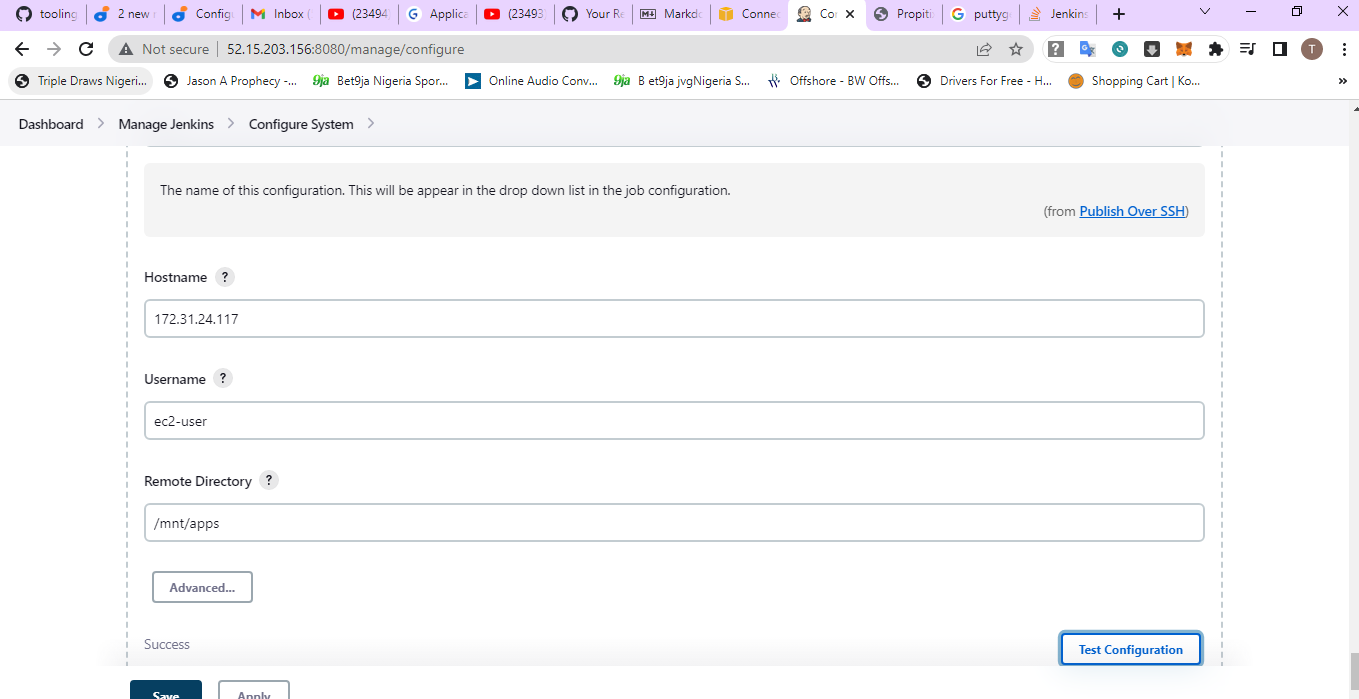 tooling
2 new
Config
Inbox (
(23494
Applica
(23493
Your Re
Markdo
Connec
Co
Propiti
puttyg
Jenkins
Not secure
52.15.203.156:8080/manage/configure
T
Triple Draws Nigeri...
Jason A Prophecy -...
9ja Bet9ja Nigeria Spor...
Online Audio Conv...
9ja B et9ja jvgNigeria S...
Offshore - BW Offs...
Drivers For Free - H...
Shopping Cart | Ko...
»
Dashboard > Manage Jenkins > Configure System >
The name of this configuration. This will be appear in the drop down list in the job configuration.
(from Publish Over SSH)
Hostname ?
172.31.24.117
Username ?
ec2-user
Remote Directory ?
/mnt/apps
Advanced...
Success
Test Configuration
Save
Apply